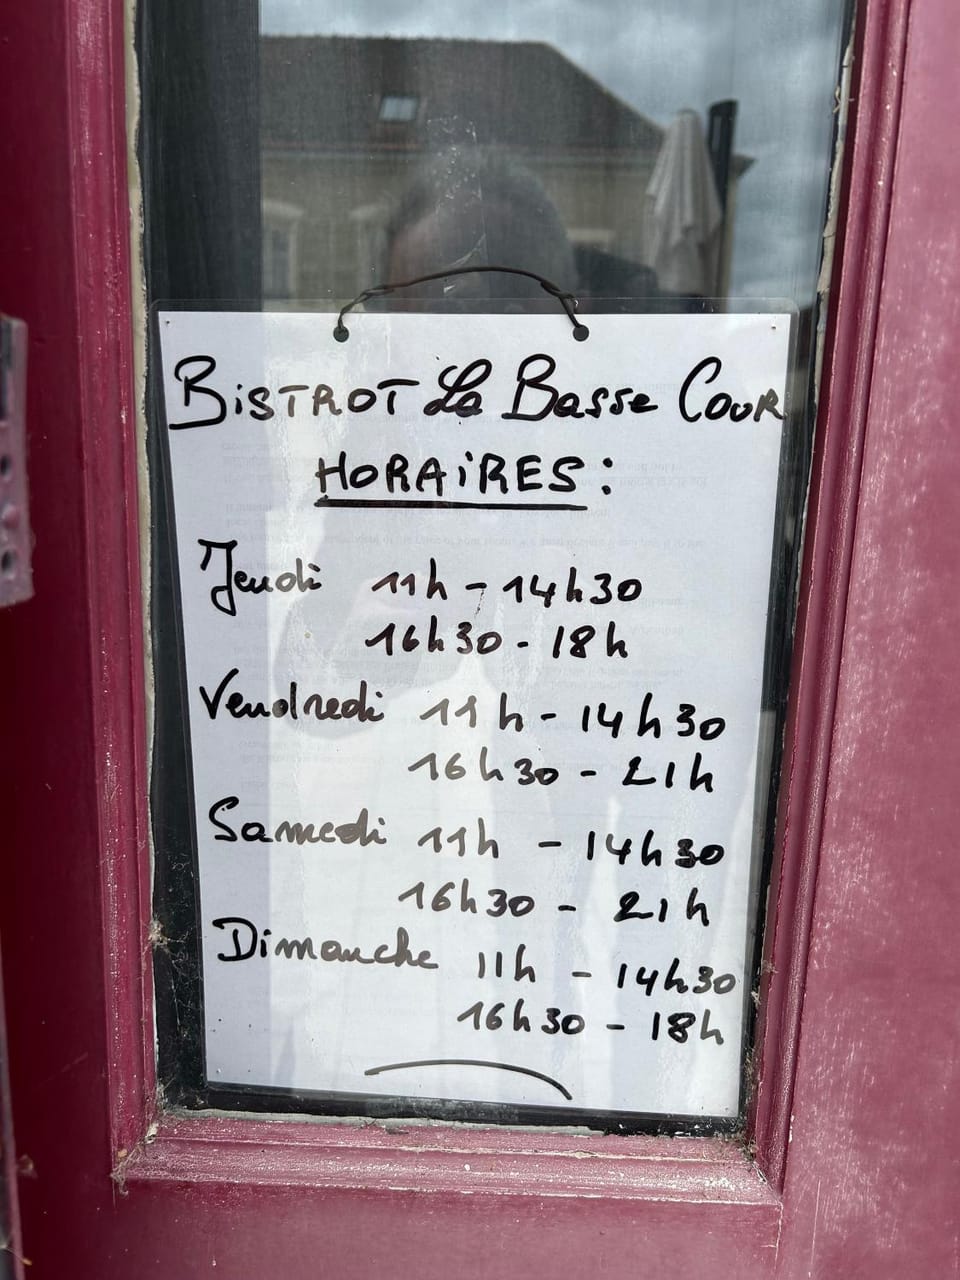 BiSTROT La Basse Cour
HORAiRES :
Jeudi 11h - 14h30
16h30 - 18h
Vendredi 11h - 14h30
16h30 - 21h
Samedi 11h - 14h30
16h30 - 21h
Dimanche 11h - 14h30
16h30 - 18h